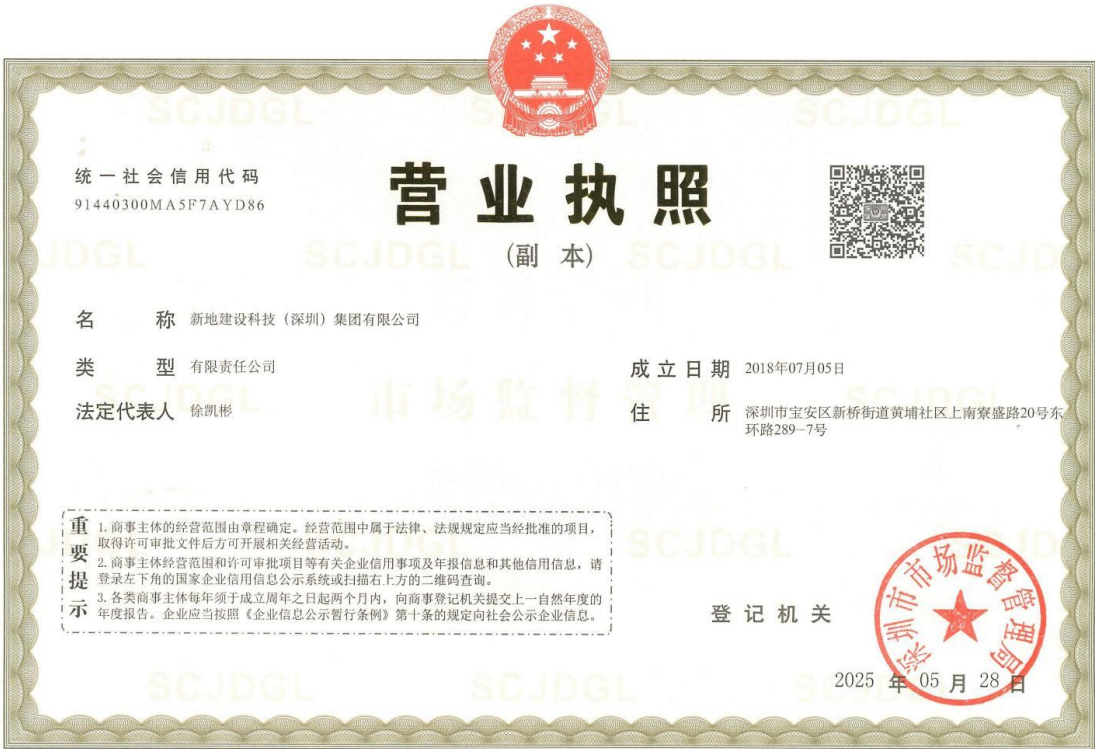 统一社会信用代码
91440300MA5F7AYD86
营业执照
(副 本)
名 称 新地建设科技（深圳）集团有限公司
类 型 有限责任公司
法定代表人 徐凯彬
成立日期 2018年07月05日
住 所 深圳市宝安区新桥街道黄埔社区上南寮盛路20号东
环路289-7号
重要提示
1. 商事主体的经营范围由章程确定。经营范围中属于法律、法规规定应当经批准的项目，
取得许可审批文件后方可开展相关经营活动。
2. 商事主体经营范围和许可审批项目等有关企业信用事项及年报信息和其他信用信息，请
登录左下角的国家企业信用信息公示系统或扫描右上方的二维码查询。
3. 各类商事主体每年须于成立周年之日起两个月内，向商事登记机关提交上一自然年度的
年度报告。企业应当按照《企业信息公示暂行条例》第十条的规定向社会公示企业信息。
登记机关
深圳市市场监督管理局
2025 年 05 月 28 日
SCJDGL
市场监督管理